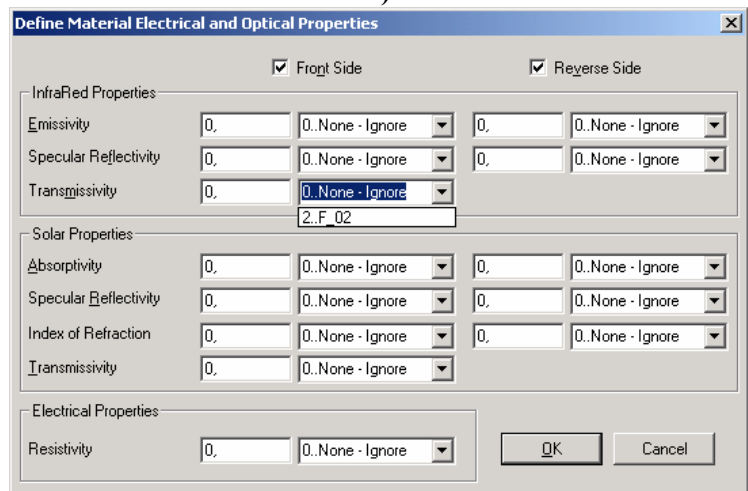 )
Define Material Electrical and Optical Properties
Front Side Reverse Side
InfraRed Properties
Emissivity 0, 0..None - Ignore 0, 0..None - Ignore
Specular Reflectivity 0, 0..None - Ignore 0, 0..None - Ignore
Transmissivity 0, 0..None - Ignore
2..F_02
Solar Properties
Absorptivity 0, 0..None - Ignore 0, 0..None - Ignore
Specular Reflectivity 0, 0..None - Ignore 0, 0..None - Ignore
Index of Refraction 0, 0..None - Ignore 0, 0..None - Ignore
Transmissivity 0, 0..None - Ignore
Electrical Properties
Resistivity 0, 0..None - Ignore OK Cancel